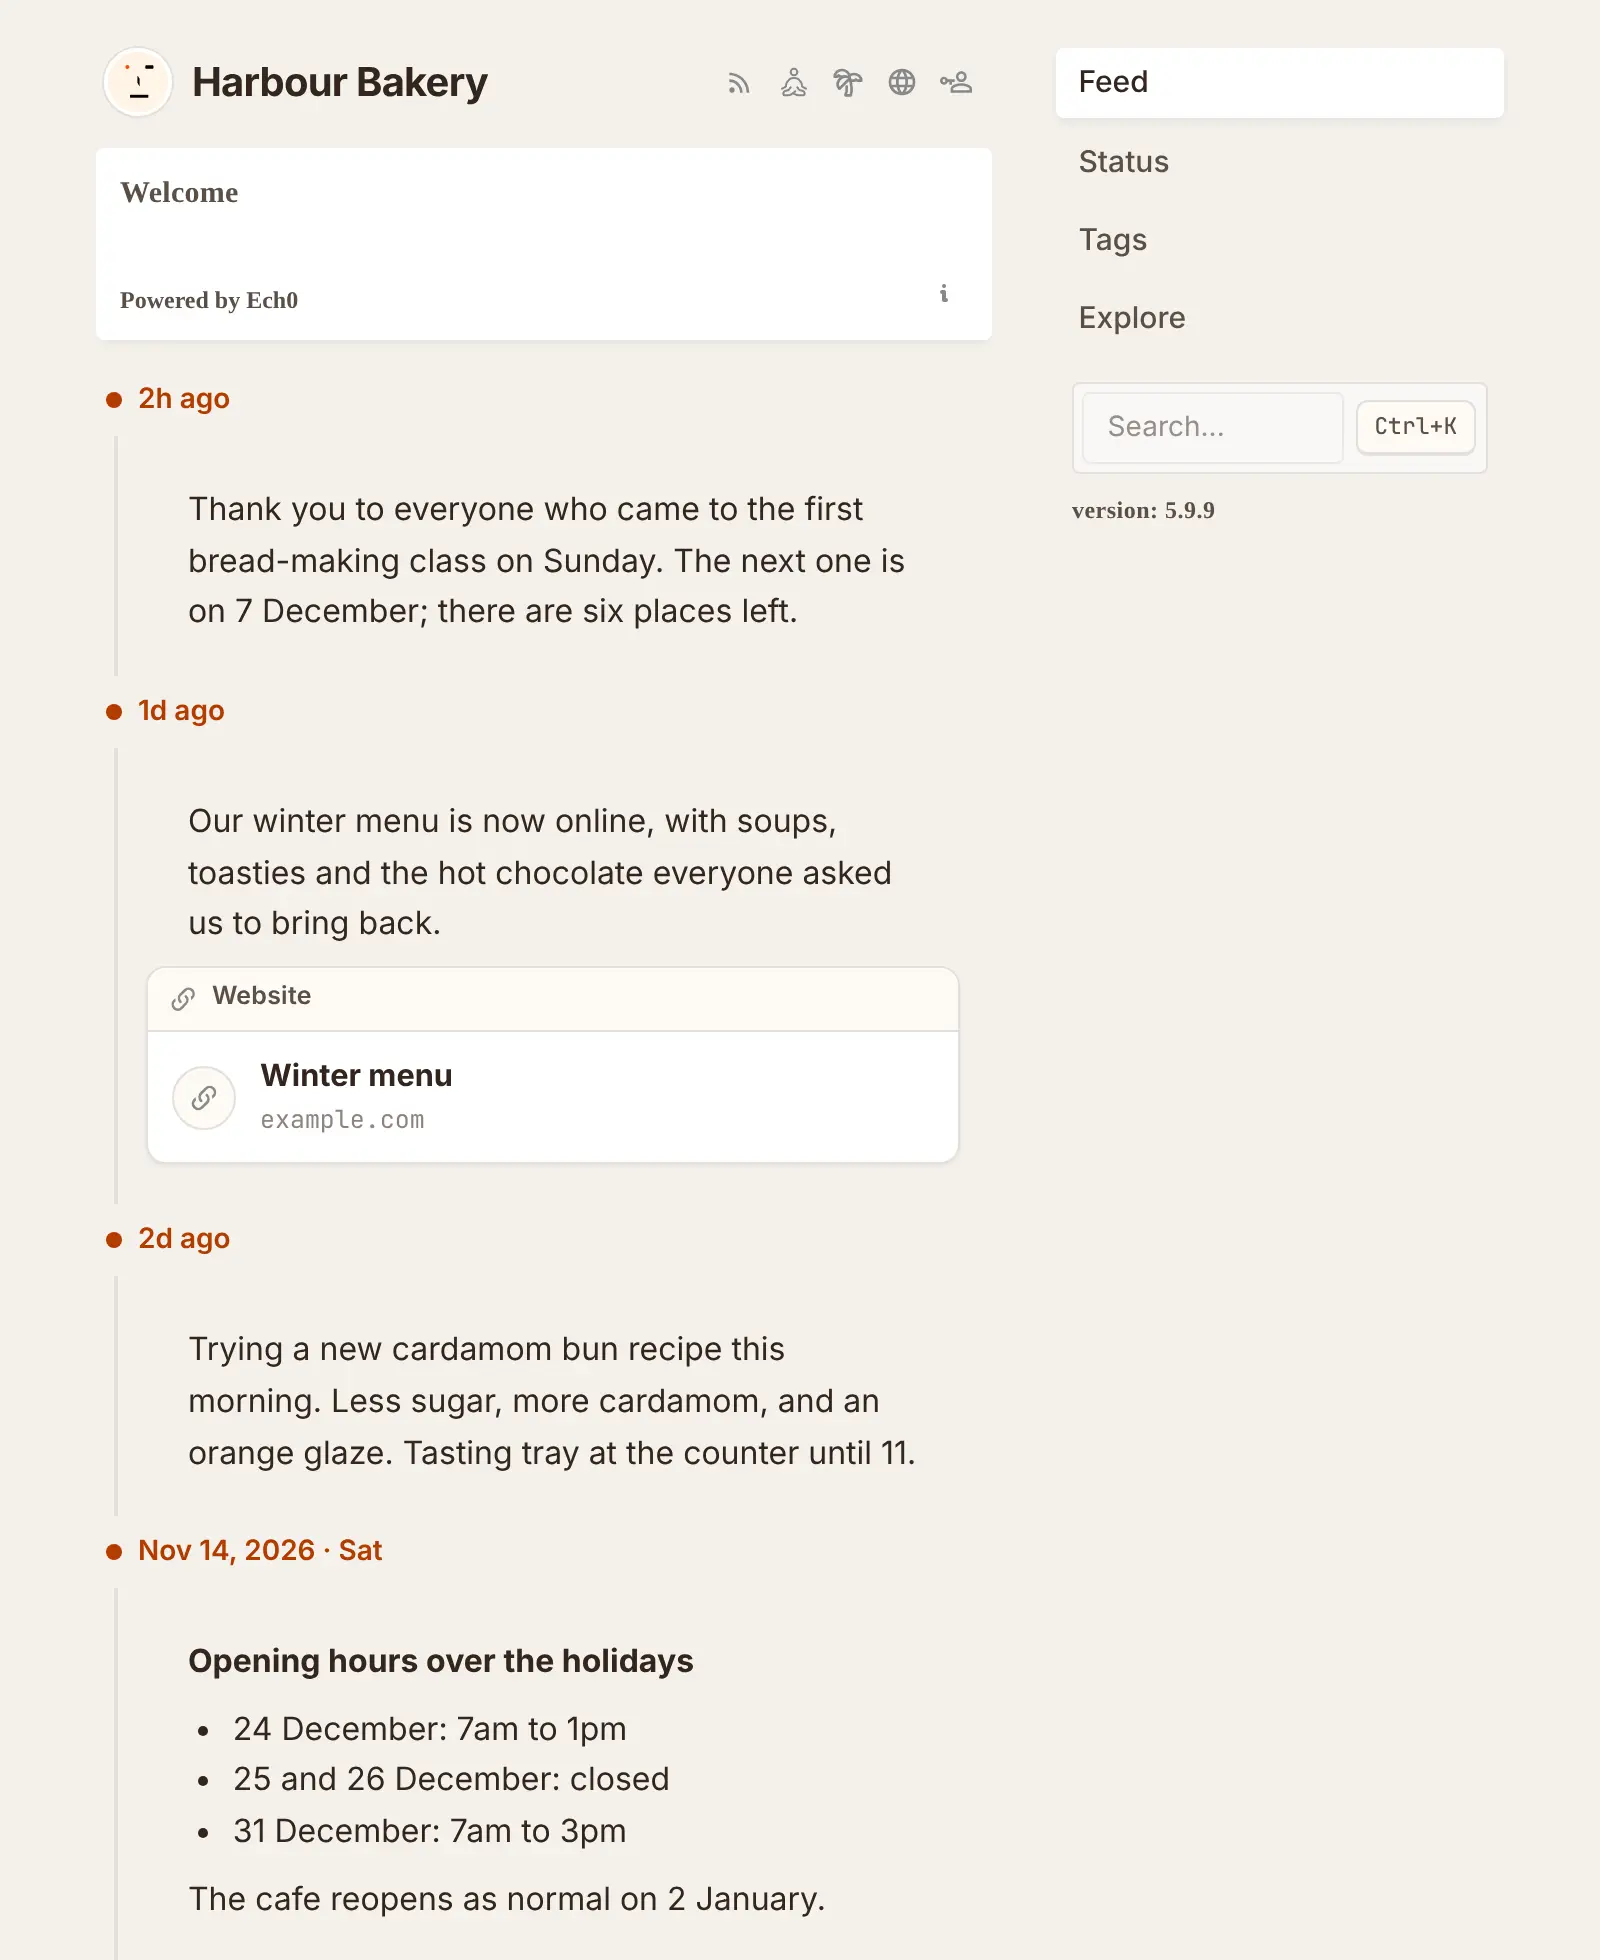 Harbour Bakery
Welcome
Powered by Ech0
2h ago
Thank you to everyone who came to the first
bread-making class on Sunday. The next one is
on 7 December; there are six places left.
1d ago
Our winter menu is now online, with soups,
toasties and the hot chocolate everyone asked
us to bring back.
Website
Winter menu
example.com
2d ago
Trying a new cardamom bun recipe this
morning. Less sugar, more cardamom, and an
orange glaze. Tasting tray at the counter until 11.
Nov 14, 2026 · Sat
Opening hours over the holidays
• 24 December: 7am to 1pm
• 25 and 26 December: closed
• 31 December: 7am to 3pm
The cafe reopens as normal on 2 January.
Feed
Status
Tags
Explore
Search...
Ctrl+K
version: 5.9.9